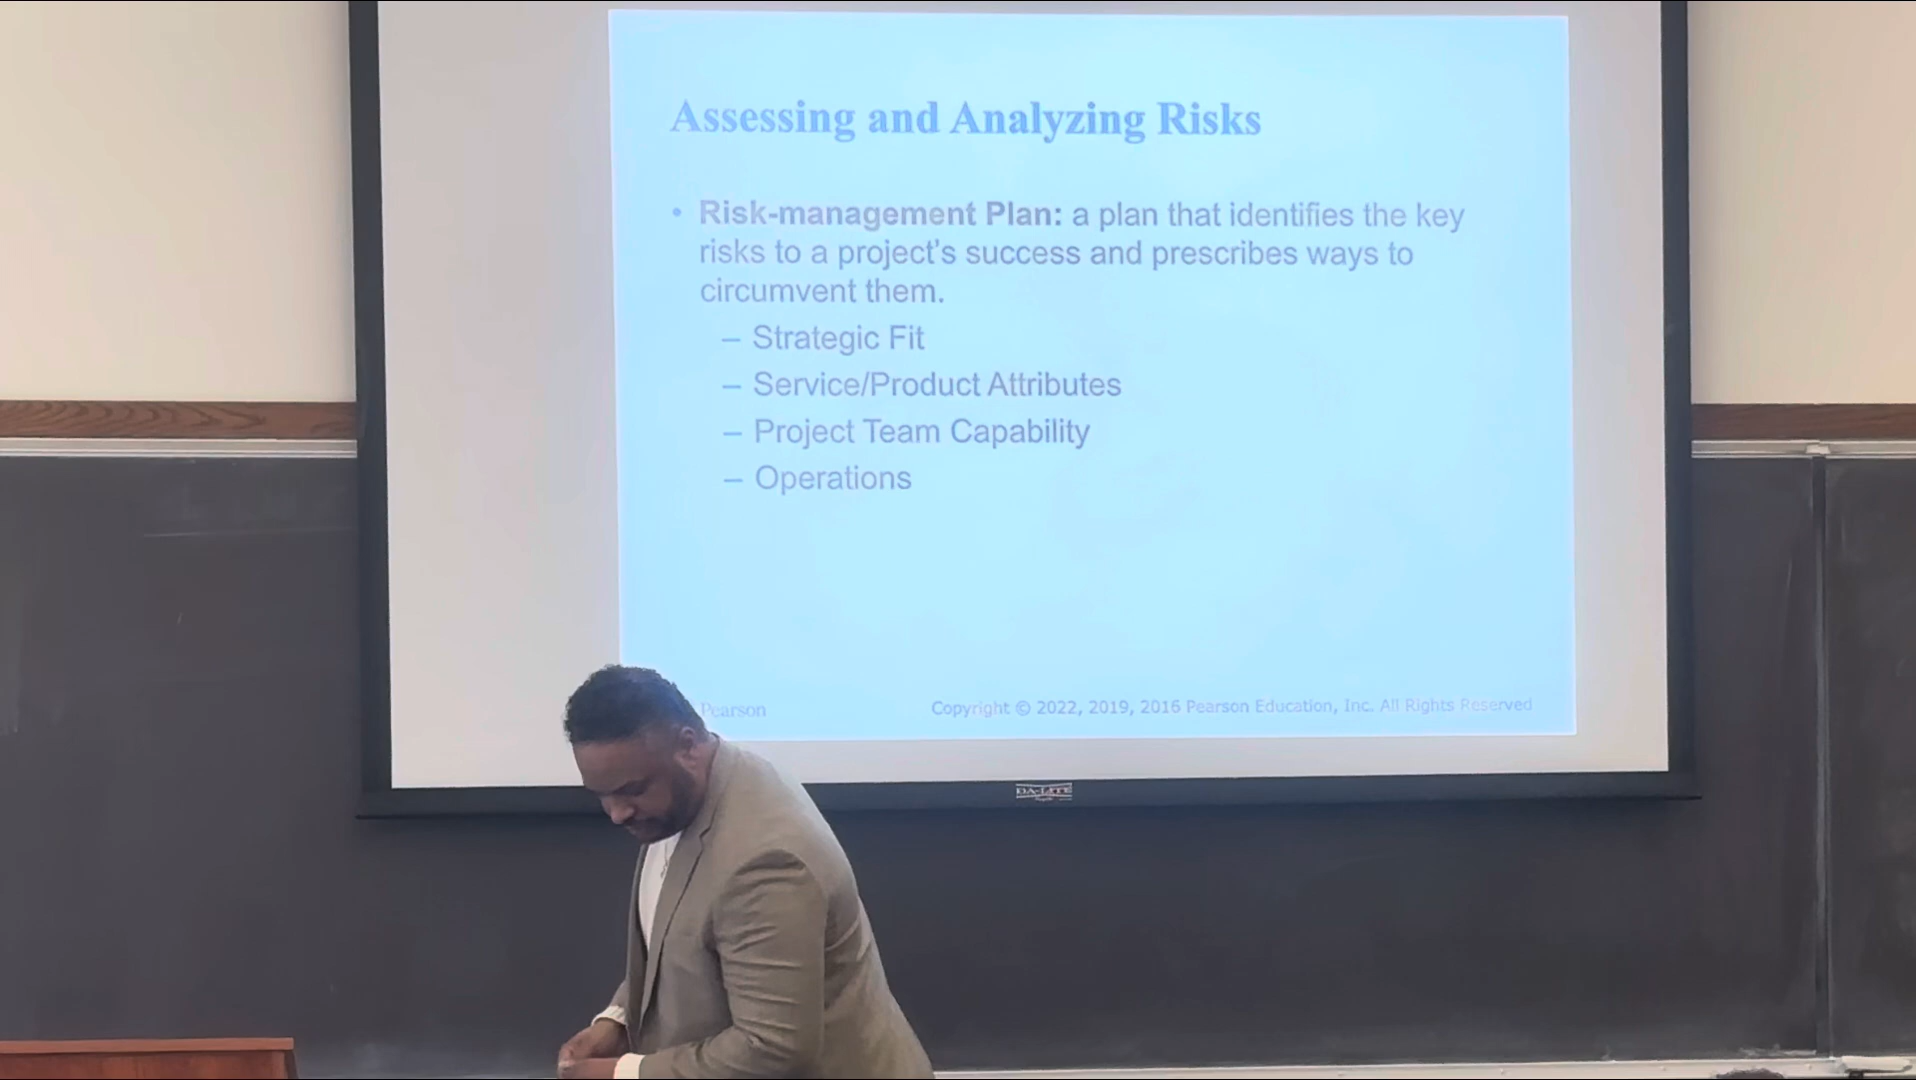 Assessing and Analyzing Risks
• Risk-management Plan: a plan that identifies the key
risks to a project's success and prescribes ways to
circumvent them.
– Strategic Fit
– Service/Product Attributes
– Project Team Capability
– Operations
Pearson
Copyright © 2022, 2019, 2016 Pearson Education, Inc. All Rights Reserved
DA-LITE